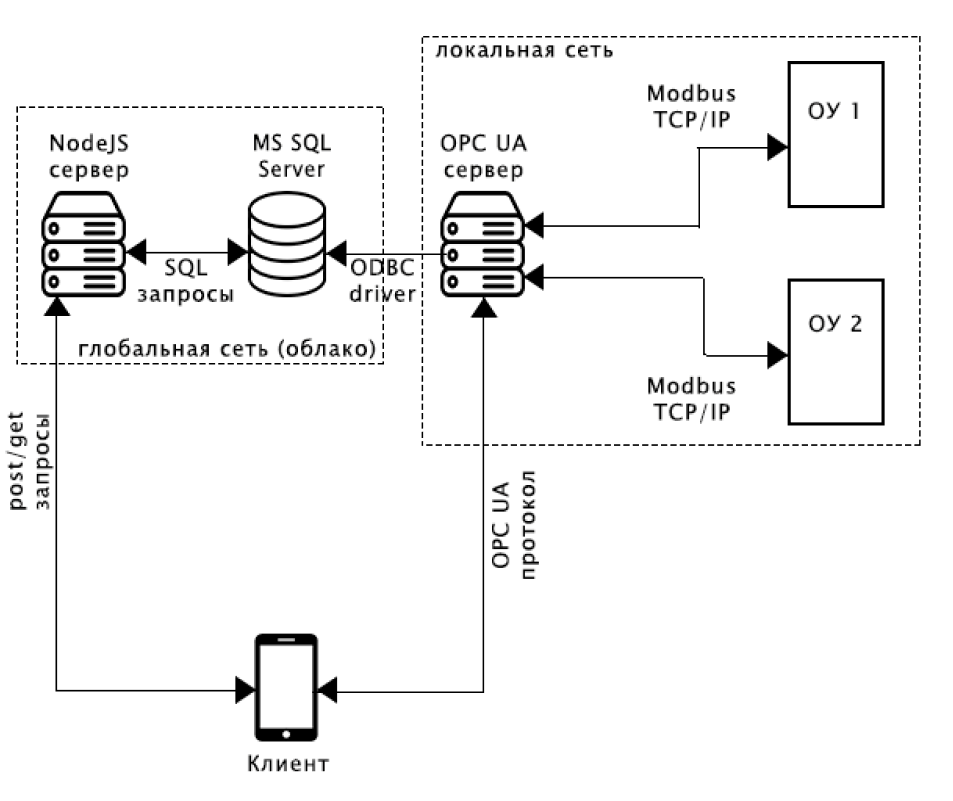 локальная сеть
Modbus
TCP/IP
ОУ 1
NodeJS
сервер
MS SQL
Server
OPC UA
сервер
SQL
запросы
ODBC
driver
ОУ 2
глобальная сеть (облако)
Modbus
TCP/IP
post/get
запросы
OPC UA
протокол
Клиент